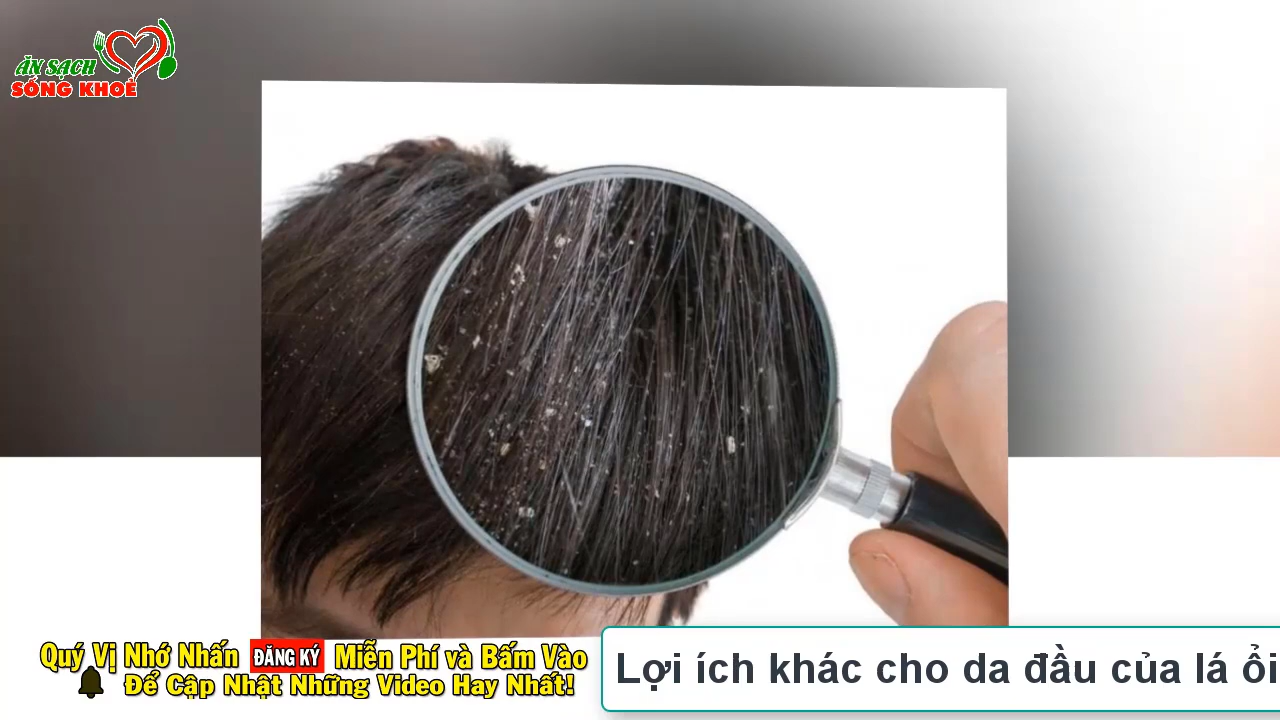 ĂN SẠCH
SỐNG KHOẺ
Quý Vị Nhớ Nhấn ĐĂNG KÝ Miễn Phí và Bấm Vào
Để Cập Nhật Những Video Hay Nhất!
Lợi ích khác cho da đầu của lá ổi